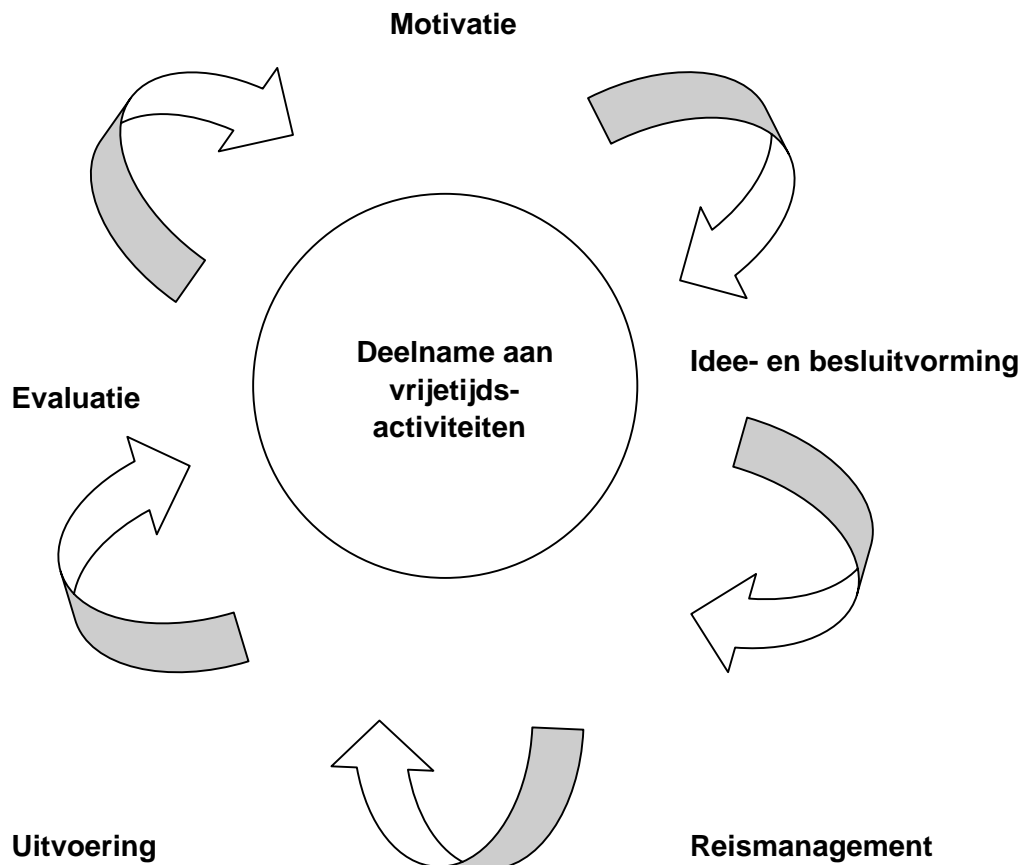 Motivatie
Deelname aan
vrijetijds-
activiteiten
Idee- en besluitvorming
Evaluatie
Uitvoering
Reismanagement